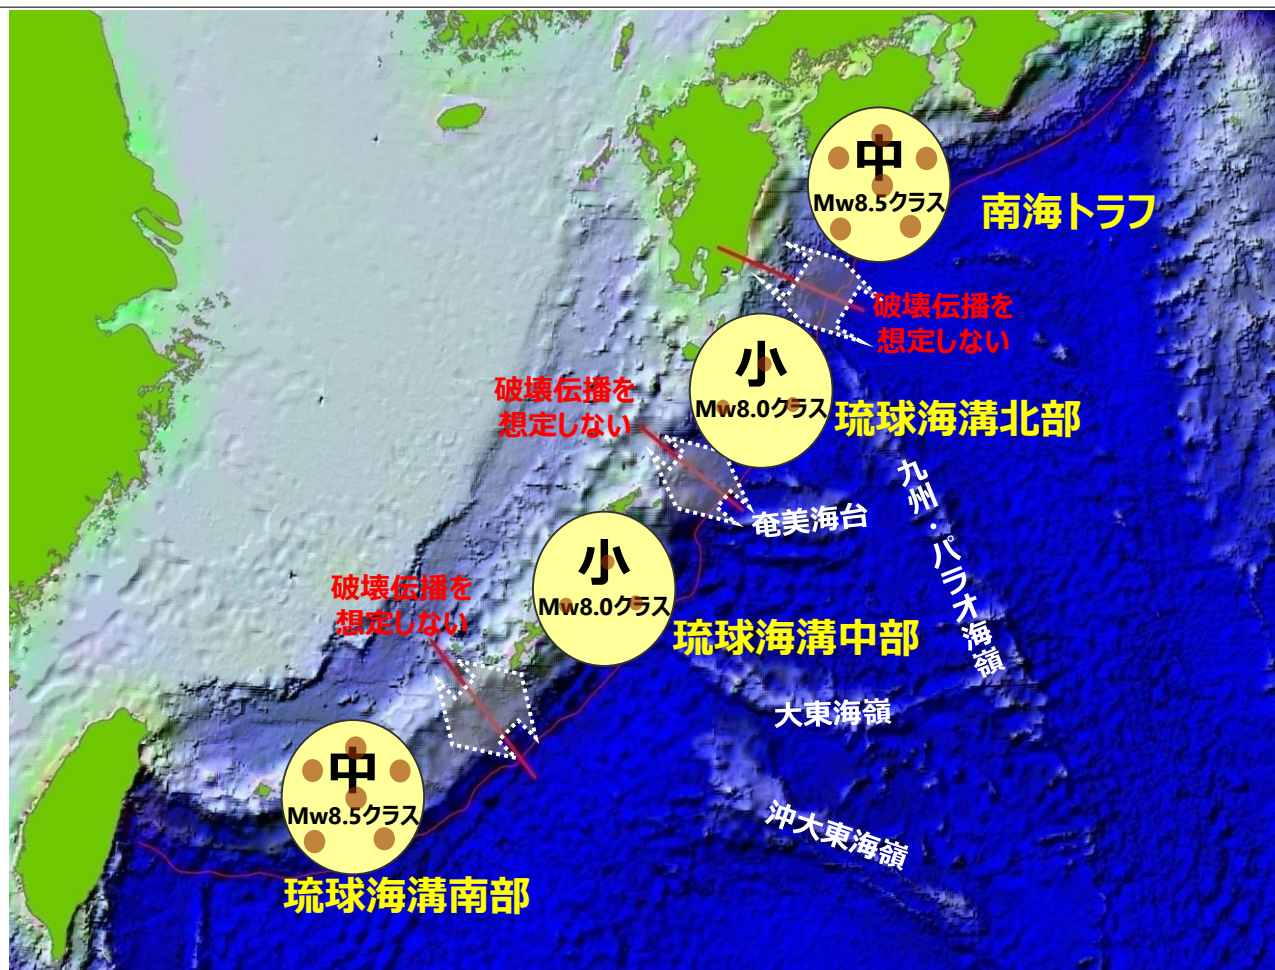 中
Mw8.5クラス
南海トラフ
破壊伝播を
想定しない
小
Mw8.0クラス
琉球海溝北部
破壊伝播を
想定しない
九州・パラオ海嶺
奄美海台
小
Mw8.0クラス
琉球海溝中部
破壊伝播を
想定しない
大東海嶺
中
Mw8.5クラス
沖大東海嶺
琉球海溝南部